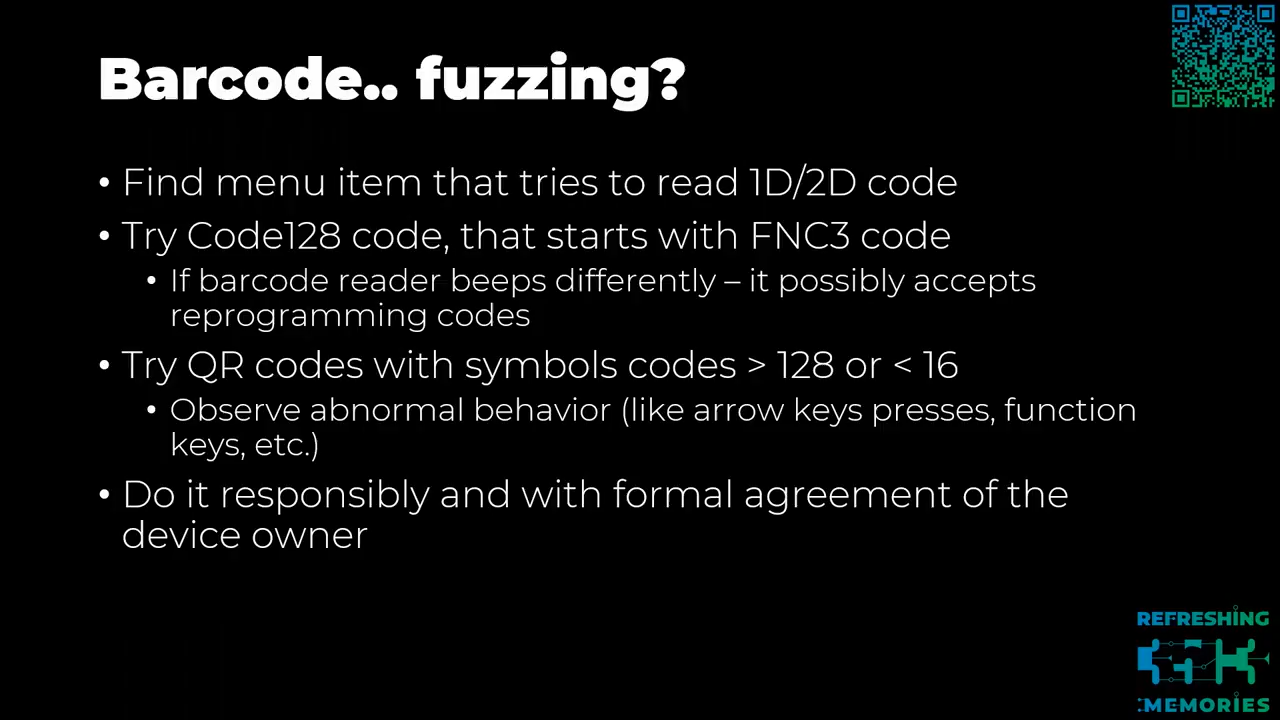 Barcode.. fuzzing?
• Find menu item that tries to read 1D/2D code
• Try Code128 code, that starts with FNC3 code
• If barcode reader beeps differently – it possibly accepts
reprogramming codes
• Try QR codes with symbols codes > 128 or < 16
• Observe abnormal behavior (like arrow keys presses, function
keys, etc.)
• Do it responsibly and with formal agreement of the
device owner
REFRESHING
:MEMORIES